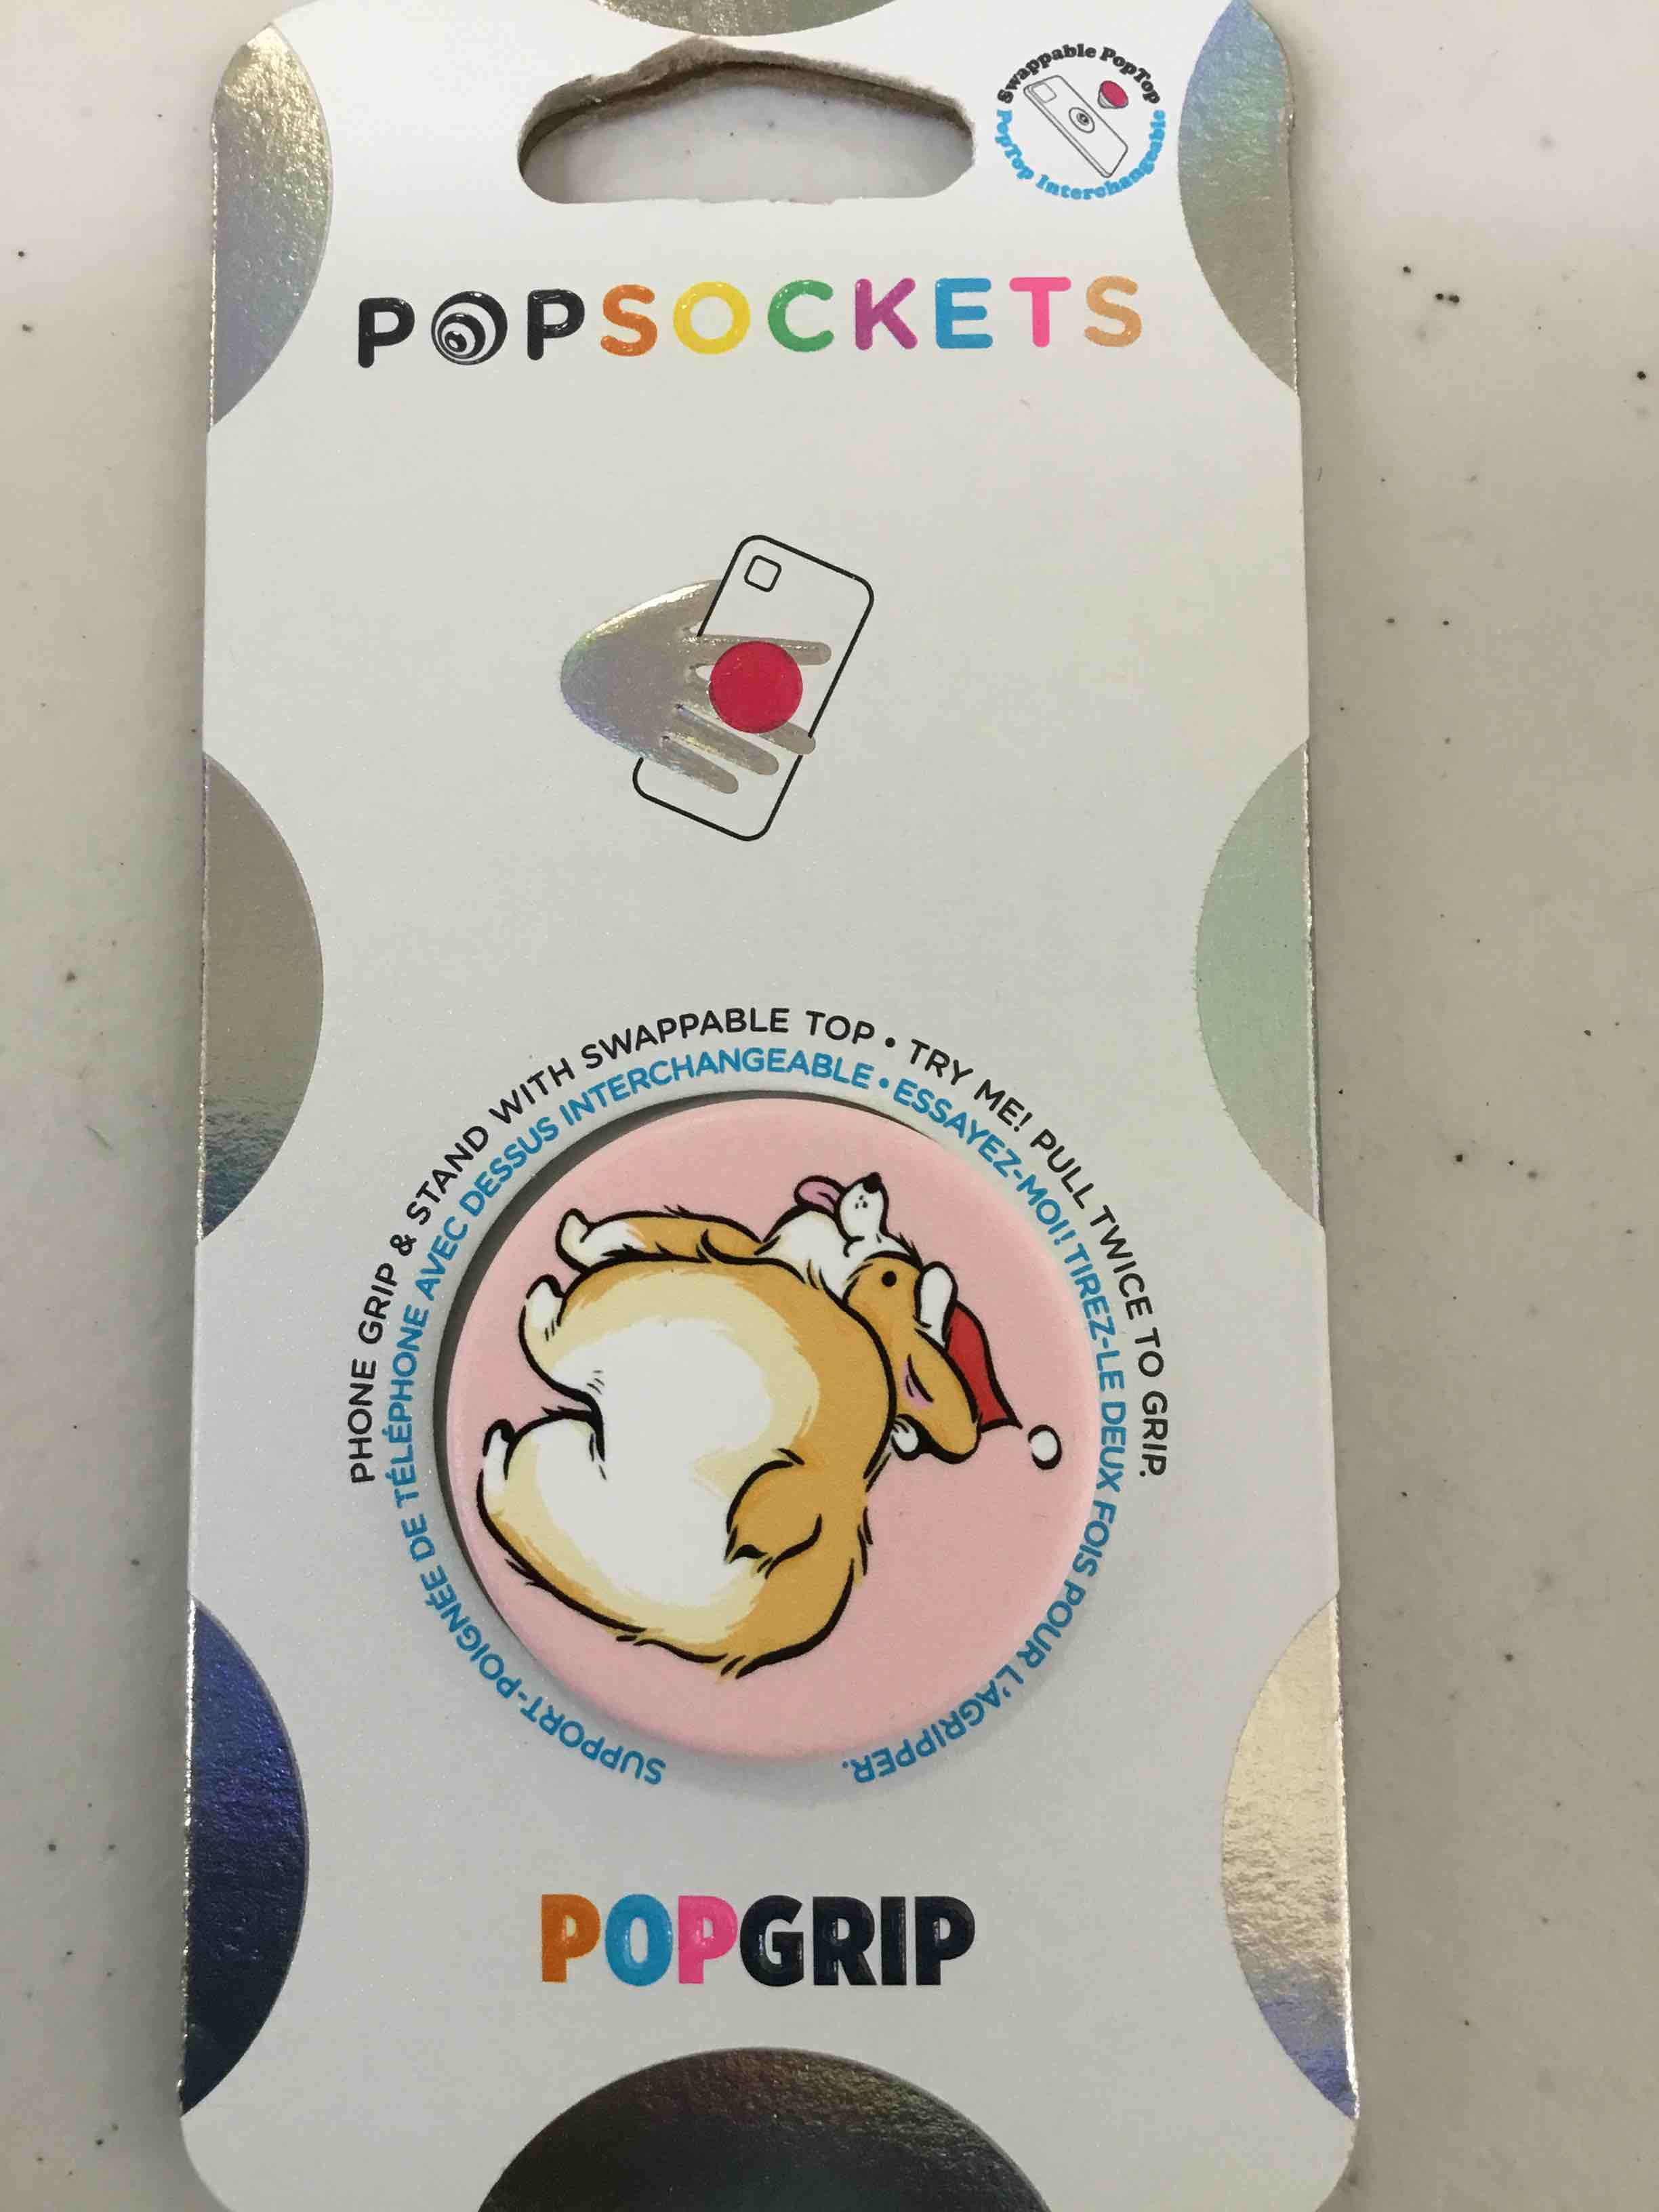 Swappable PopTop
PopTop Interchangeable
POPSOCKETS
PHONE GRIP & STAND WITH SWAPPABLE TOP • TRY ME! PULL TWICE TO GRIP.
SUPPORT-POIGNÉE DE TÉLÉPHONE AVEC DESSUS INTERCHANGEABLE • ESSAYEZ-MOI! TIREZ-LE DEUX FOIS POUR L'AGRIPPER.
POPGRIP